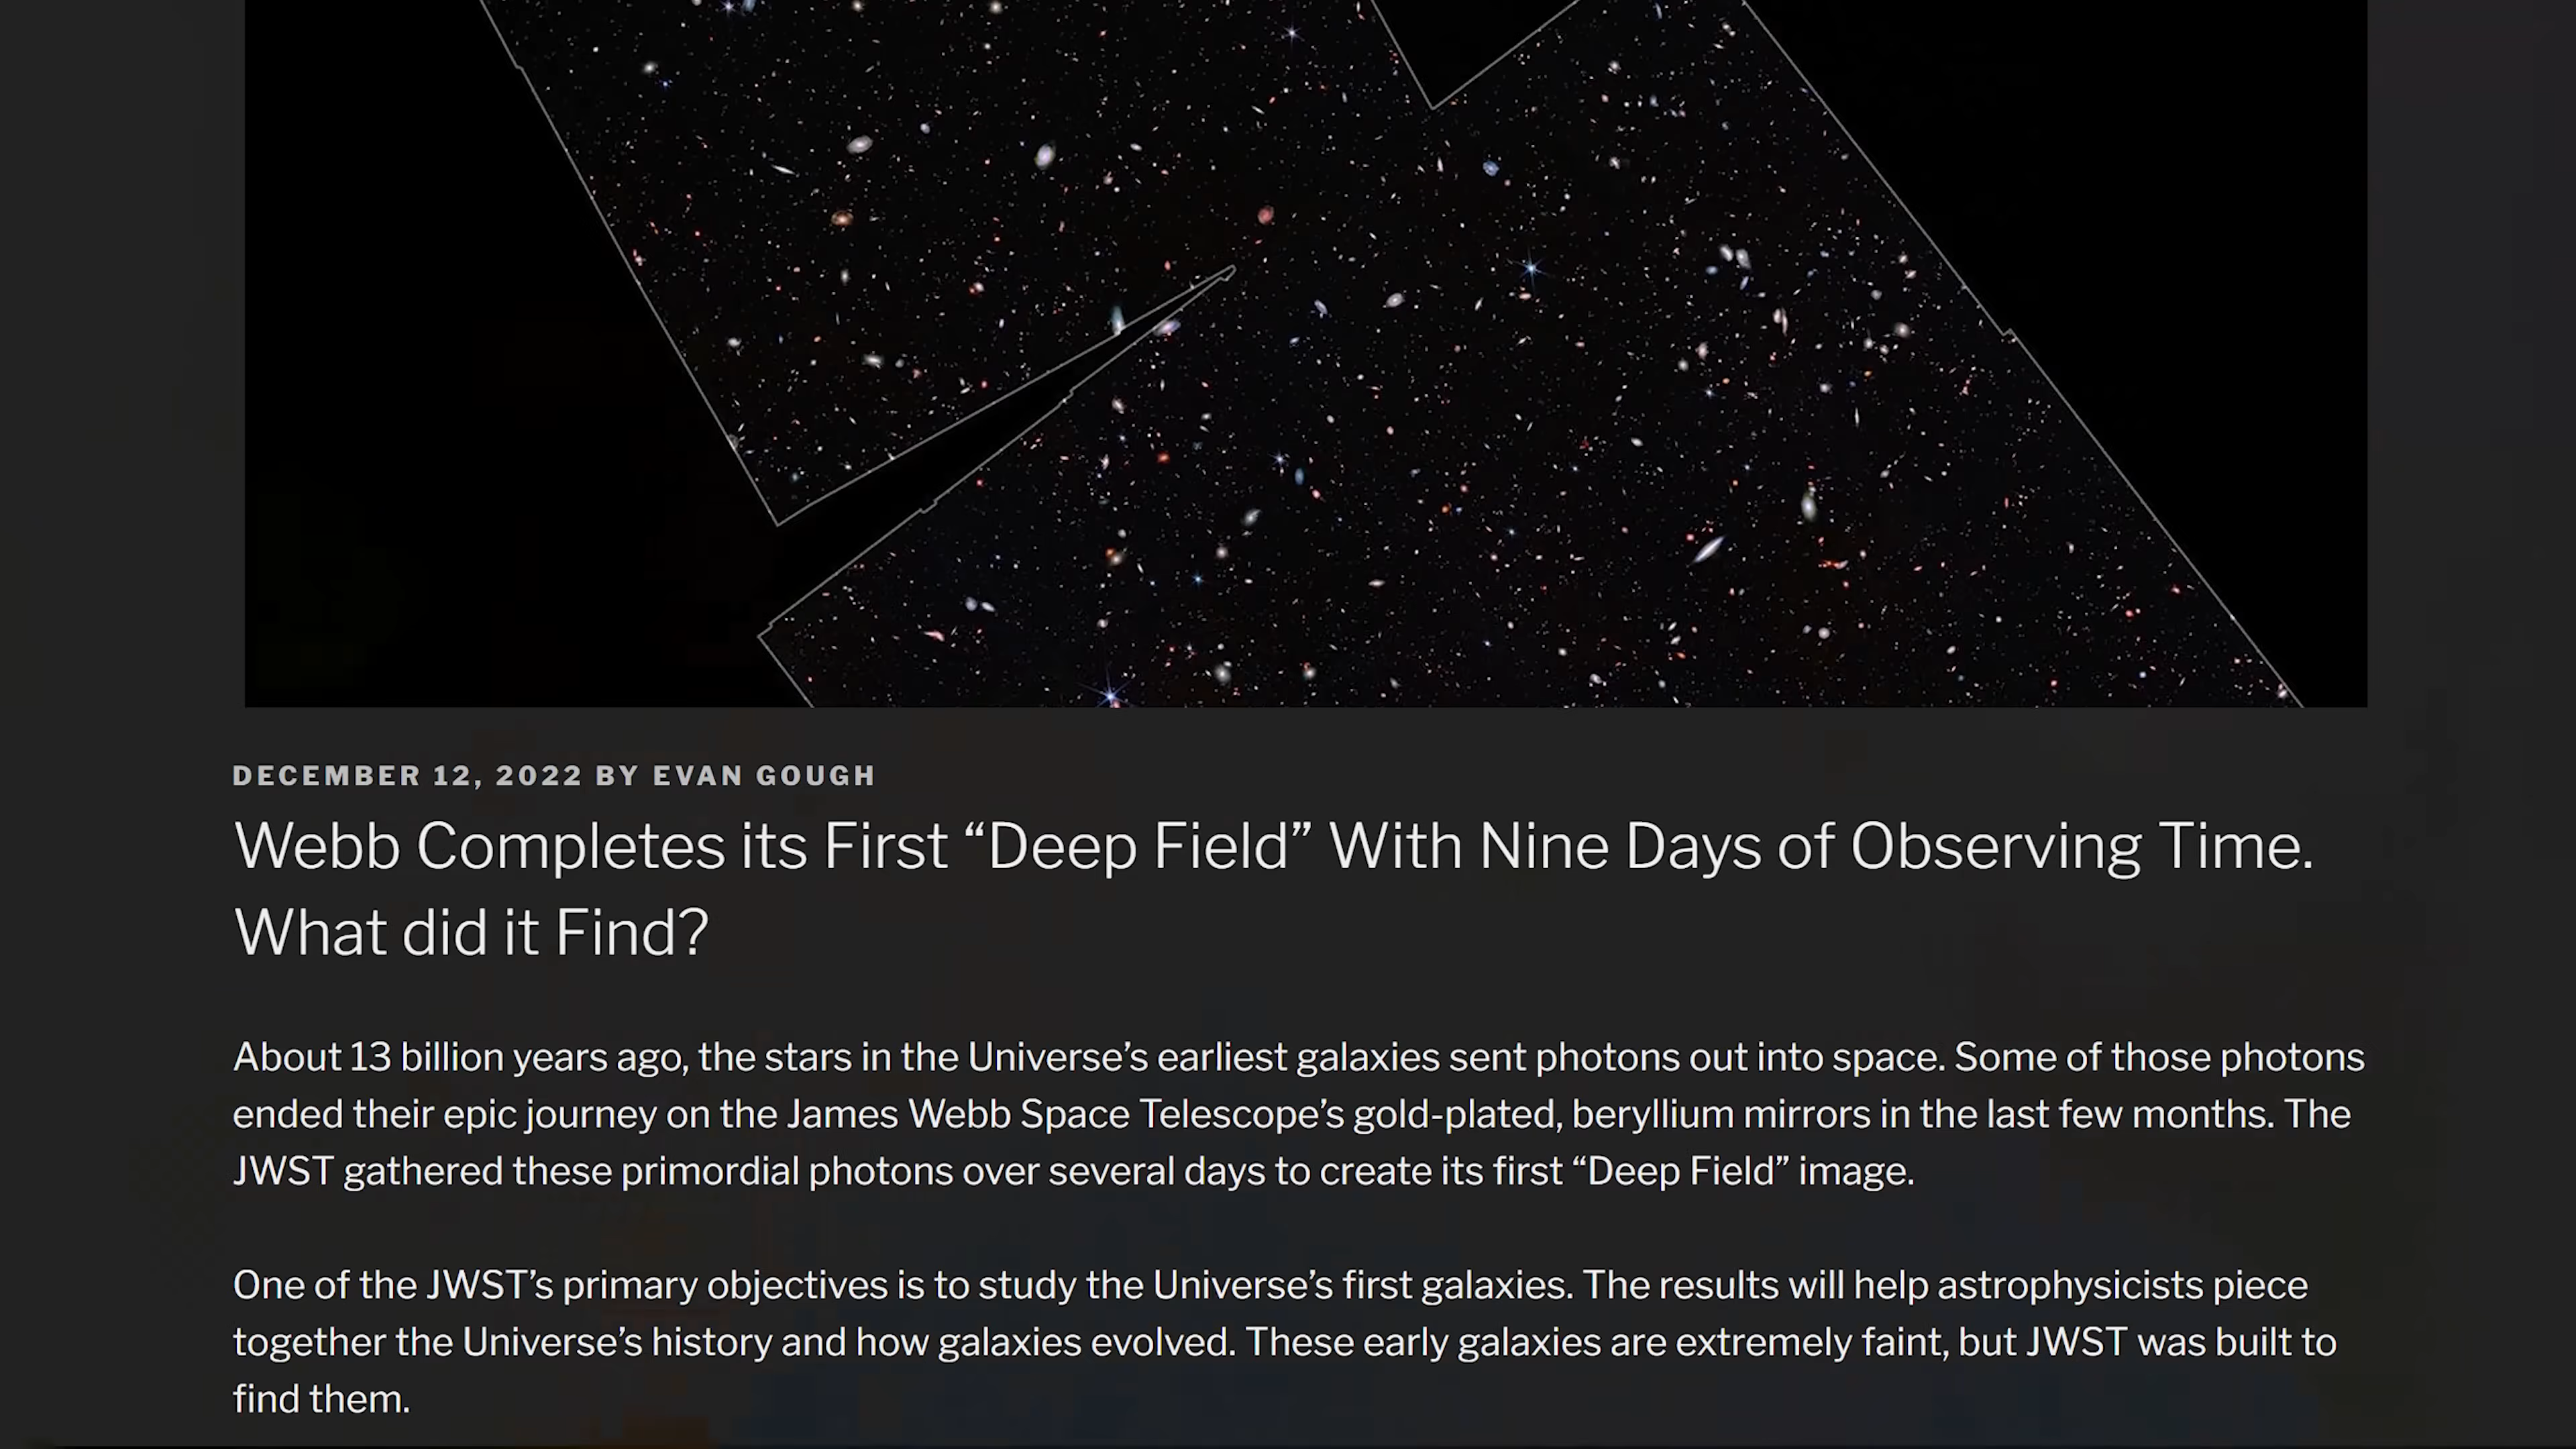 DECEMBER 12, 2022 BY EVAN GOUGH
Webb Completes its First “Deep Field” With Nine Days of Observing Time.
What did it Find?
About 13 billion years ago, the stars in the Universe’s earliest galaxies sent photons out into space. Some of those photons
ended their epic journey on the James Webb Space Telescope’s gold-plated, beryllium mirrors in the last few months. The
JWST gathered these primordial photons over several days to create its first “Deep Field” image.
One of the JWST’s primary objectives is to study the Universe’s first galaxies. The results will help astrophysicists piece
together the Universe’s history and how galaxies evolved. These early galaxies are extremely faint, but JWST was built to
find them.